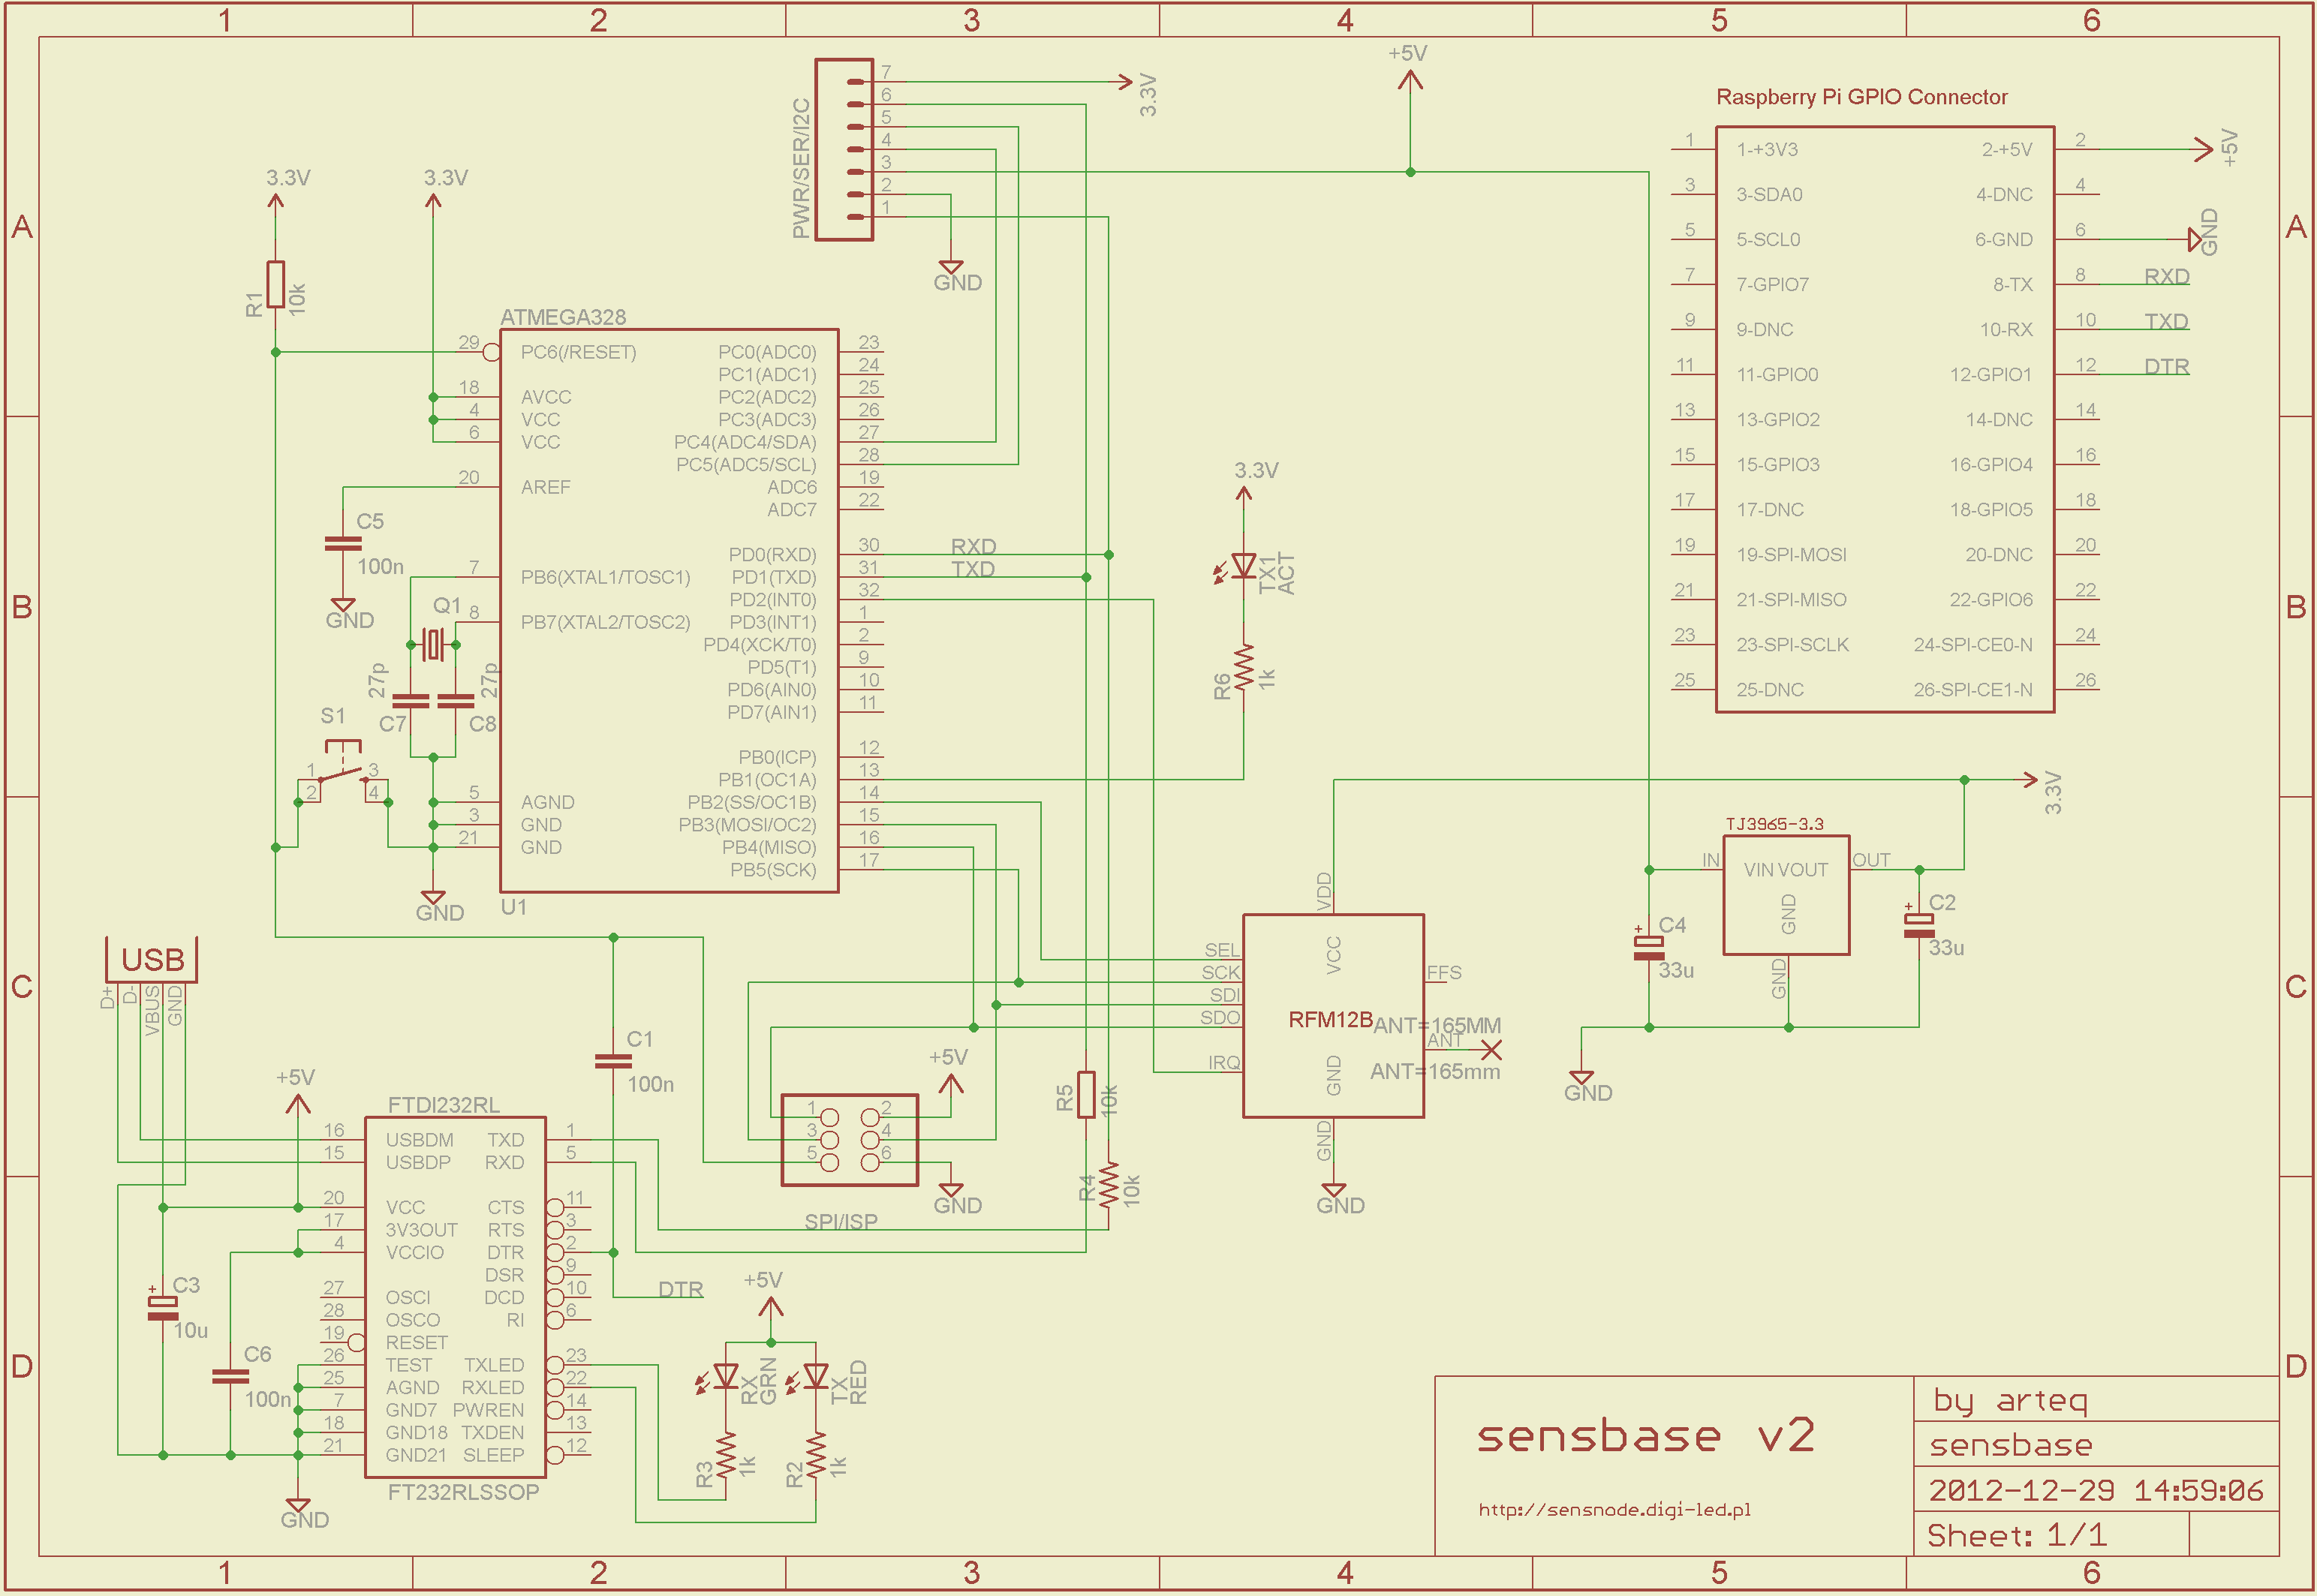 1 2 3 4 5 6
A
B
C
D
A
B
C
D
1 2 3 4 5 6
PWR/SER/I2C
7
6
5
4
3
2
1
3.3V
GND
+5V
3.3V
R1
10k
3.3V
ATMEGA328
29 PC6(/RESET)
18 AVCC
4 VCC
6 VCC
20 AREF
7 PB6(XTAL1/TOSC1)
8 PB7(XTAL2/TOSC2)
5 AGND
3 GND
21 GND
PC0(ADC0) 23
PC1(ADC1) 24
PC2(ADC2) 25
PC3(ADC3) 26
PC4(ADC4/SDA) 27
PC5(ADC5/SCL) 28
ADC6 19
ADC7 22
PD0(RXD) 30 RXD
PD1(TXD) 31 TXD
PD2(INT0) 32
PD3(INT1) 1
PD4(XCK/T0) 2
PD5(T1) 9
PD6(AIN0) 10
PD7(AIN1) 11
PB0(ICP) 12
PB1(OC1A) 13
PB2(SS/OC1B) 14
PB3(MOSI/OC2) 15
PB4(MISO) 16
PB5(SCK) 17
U1
C5
100n
GND
Q1
27p
27p
C7
C8
S1
1 3
2 4
GND
3.3V
TX1
ACT
R6
1k
Raspberry Pi GPIO Connector
1 1-+3V3 2-+5V 2 +5V
3 3-SDA0 4-DNC 4
5 5-SCL0 6-GND 6 GND
7 7-GPIO7 8-TX 8 RXD
9 9-DNC 10-RX 10 TXD
11 11-GPIO0 12-GPIO1 12 DTR
13 13-GPIO2 14-DNC 14
15 15-GPIO3 16-GPIO4 16
17 17-DNC 18-GPIO5 18
19 19-SPI-MOSI 20-DNC 20
21 21-SPI-MISO 22-GPIO6 22
23 23-SPI-SCLK 24-SPI-CE0-N 24
25 25-DNC 26-SPI-CE1-N 26
3.3V
TJ3965-3.3
IN VIN VOUT OUT
GND
GND
C4
33u
C2
33u
GND
VDD
VCC
SEL
SCK
SDI
SDO
IRQ
FFS
RFM12B
ANT=165MM
ANT
ANT=165mm
GND
GND
GND
USB
D+
D-
VBUS
GND
+5V
FTDI232RL
16 USBDM TXD 1
15 USBDP RXD 5
20 VCC CTS 11
17 3V3OUT RTS 3
4 VCCIO DTR 2
DSR 9
27 OSCI DCD 10
28 OSCO RI 6
19 RESET
26 TEST TXLED 23
25 AGND RXLED 22
7 GND7 PWREN 14
18 GND18 TXDEN 13
21 GND21 SLEEP 12
FT232RLSSOP
GND
C3
10u
C6
100n
C1
100n
DTR
+5V
1 2
3 4
5 6
GND
SPI/ISP
R5
10k
R4
10k
+5V
RX
GRN
TX
RED
R3
1k
R2
1k
sensbase v2
http://sensnode.digi-led.pl
by arteq
sensbase
2012-12-29 14:59:06
Sheet: 1/1